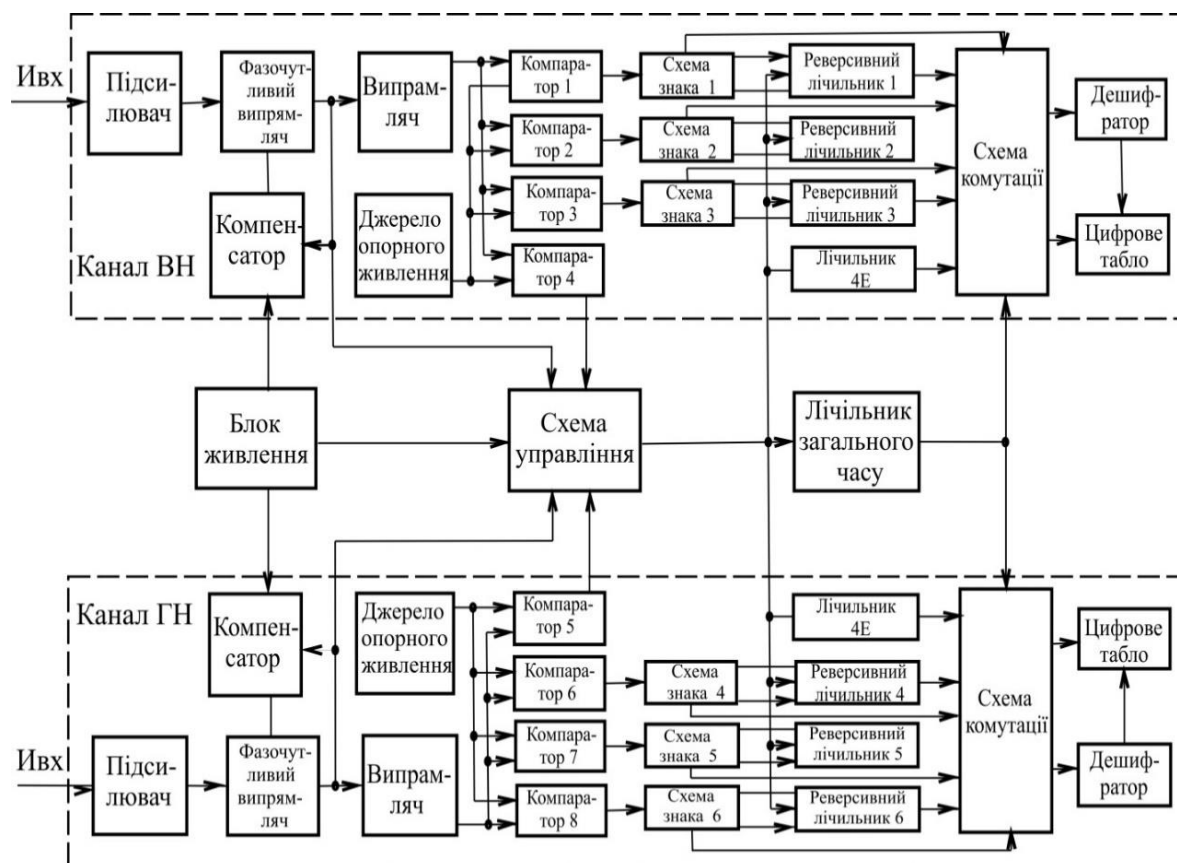 Ивх
Підси-
лювач
Фазочут-
ливий
випрям-
ляч
Випрам-
ляч
Компара-
тор 1
Схема
знака 1
Реверсивний
лічильник 1
Компара-
тор 2
Схема
знака 2
Реверсивний
лічильник 2
Компара-
тор 3
Схема
знака 3
Реверсивний
лічильник 3
Компара-
тор 4
Лічильник
4Е
Схема
комутації
Дешиф-
ратор
Цифрове
табло
Компен-
сатор
Джерело
опорного
живлення
Канал ВН
Блок
живлення
Схема
управління
Лічільник
загального
часу
Канал ГН
Компен-
сатор
Джерело
опорного
живлення
Компара-
тор 5
Лічильник
4Е
Компара-
тор 6
Схема
знака 4
Реверсивний
лічильник 4
Компара-
тор 7
Схема
знака 5
Реверсивний
лічильник 5
Компара-
тор 8
Схема
знака 6
Реверсивний
лічильник 6
Схема
комутації
Цифрове
табло
Дешиф-
ратор
Ивх
Підси-
лювач
Фазочут-
ливий
випрям-
ляч
Випрам-
ляч